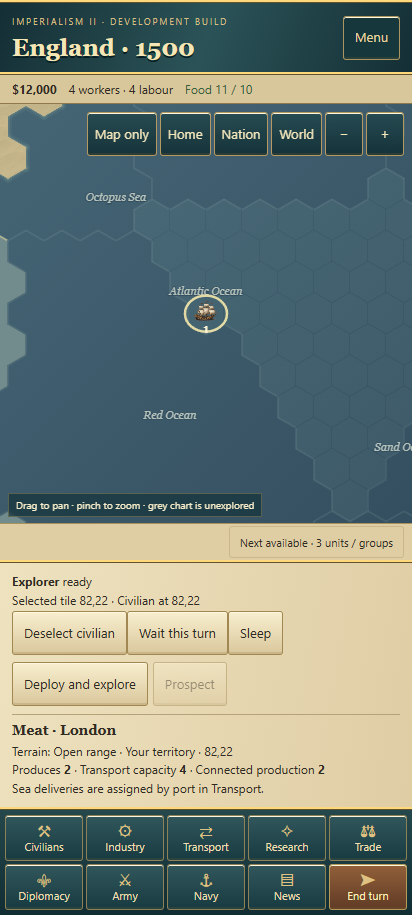 IMPERIALISM II · DEVELOPMENT BUILD
England · 1500
Menu
$12,000 4 workers · 4 labour Food 11 / 10
Map only Home Nation World − +
Octopus Sea
Atlantic Ocean
1
Red Ocean
Sand O
Drag to pan · pinch to zoom · grey chart is unexplored
Next available · 3 units / groups
Explorer ready
Selected tile 82,22 · Civilian at 82,22
Deselect civilian Wait this turn Sleep
Deploy and explore Prospect
Meat · London
Terrain: Open range · Your territory · 82,22
Produces 2 · Transport capacity 4 · Connected production 2
Sea deliveries are assigned by port in Transport.
Civilians Industry Transport Research Trade
Diplomacy Army Navy News End turn